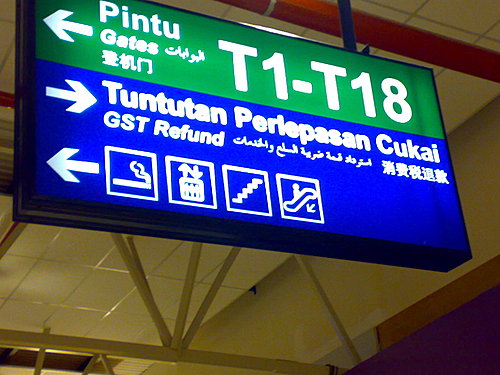 Pintu
Gates البوابات
登机门
T1-T18
Tuntutan Perlepasan Cukai
GST Refund استرداد قيمة ضريبة السلع والخدمات 消费税退款